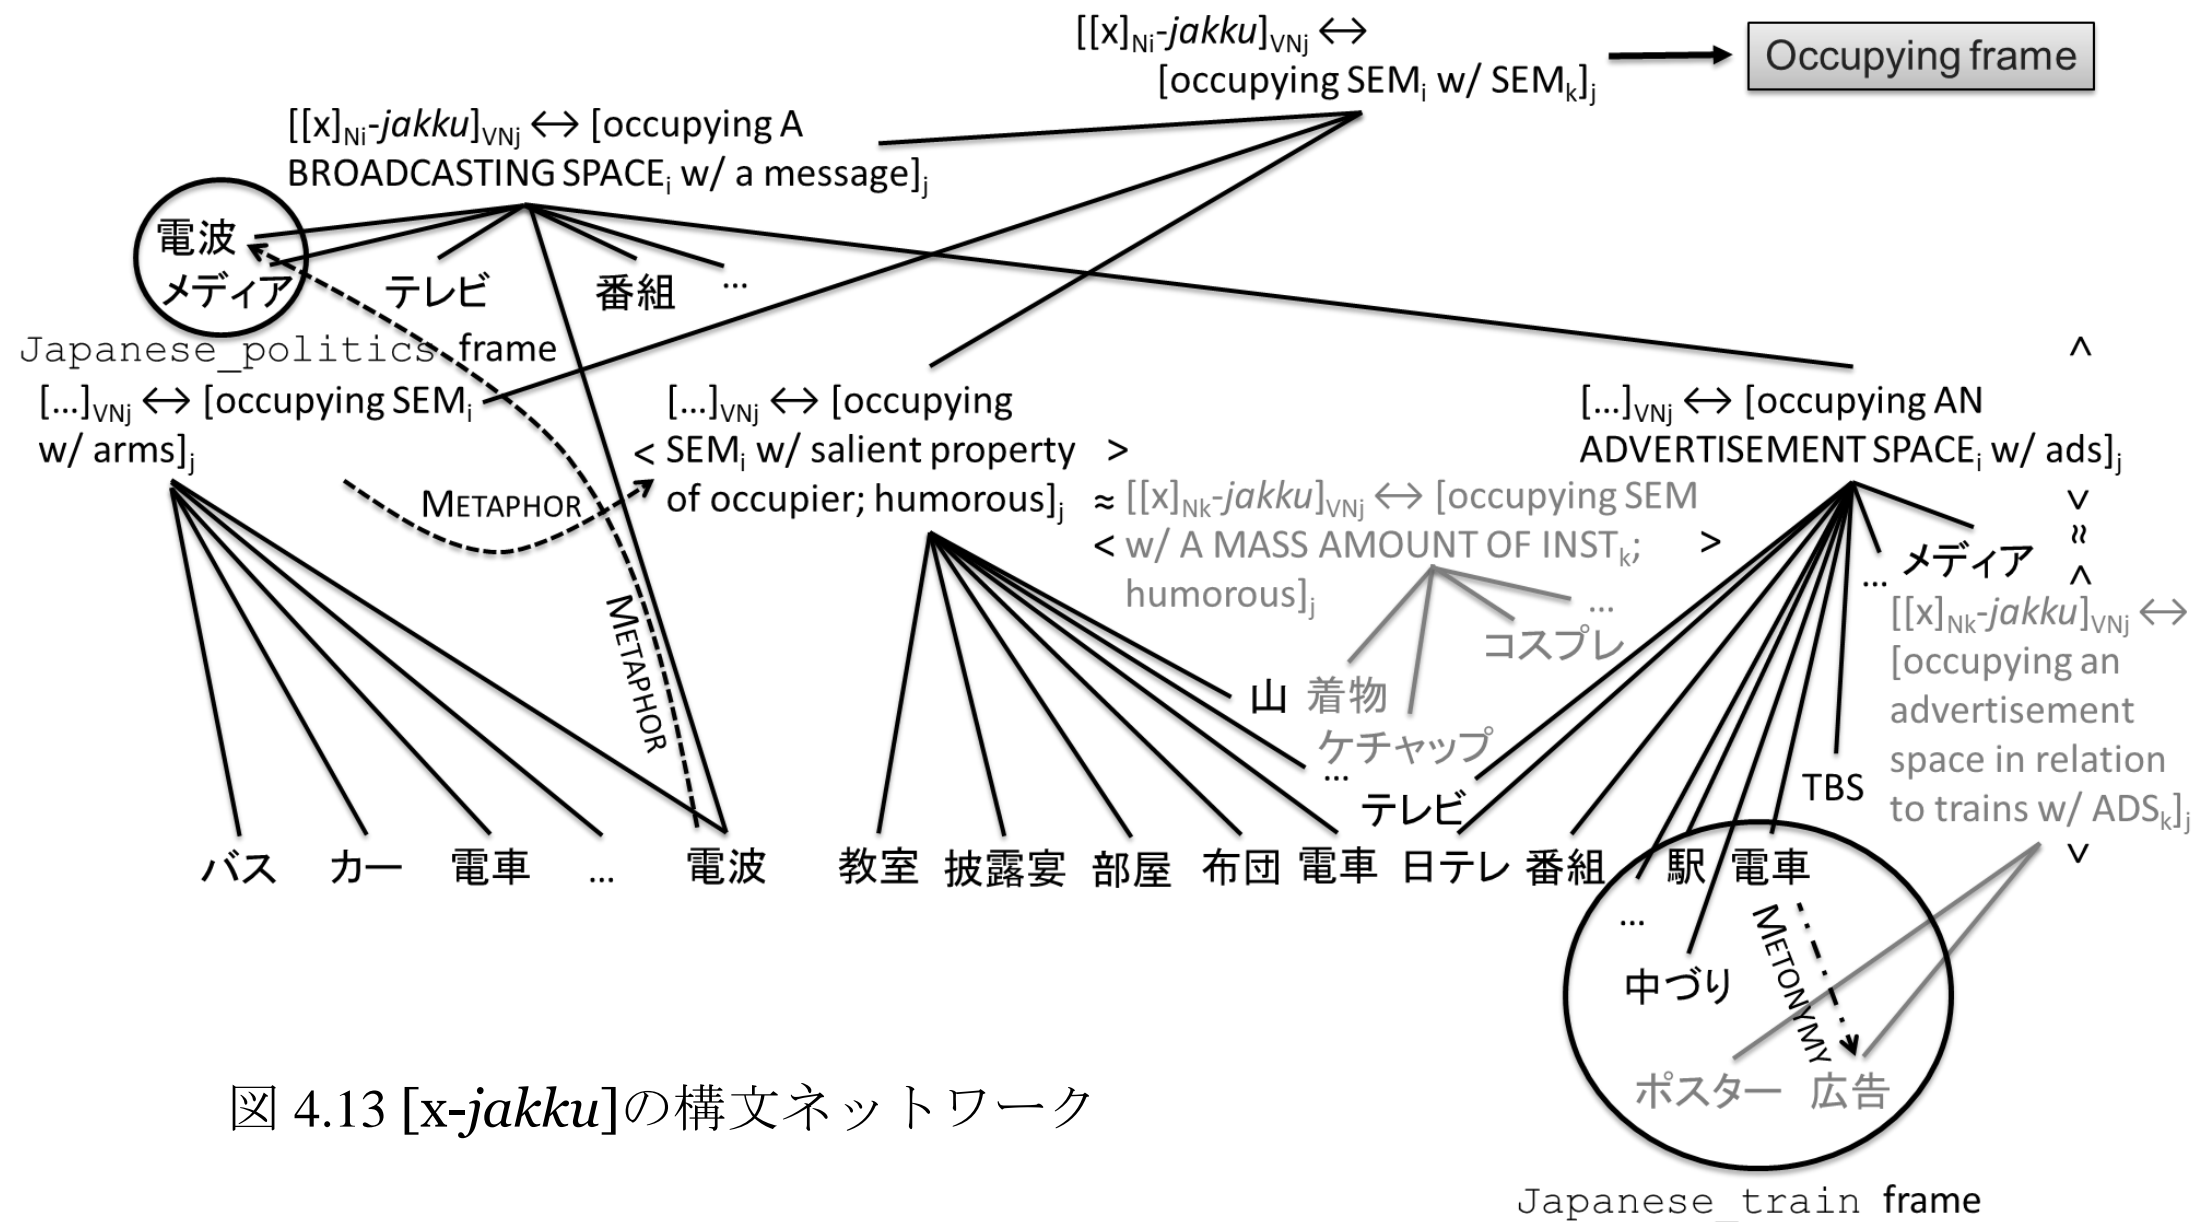 [[x]Ni-jakku]VNj ↔
[occupying SEMi w/ SEMk]j
Occupying frame
[[x]Ni-jakku]VNj ↔ [occupying A
BROADCASTING SPACEi w/ a message]j
電波
メディア
テレビ
番組
...
Japanese_politics frame
[...]VNj ↔ [occupying SEMi
w/ arms]j
METAPHOR
METAPHOR
[...]VNj ↔ [occupying
< SEMi w/ salient property >
of occupier; humorous]j
≈ [[x]Nk-jakku]VNj ↔ [occupying SEM
< w/ A MASS AMOUNT OF INSTk; >
humorous]j
...
コスプレ
着物
ケチャップ
^
[...]VNj ↔ [occupying AN
ADVERTISEMENT SPACEi w/ ads]j
v
≈
^
メディア
...
[[x]Nk-jakku]VNj ↔
[occupying an
advertisement
space in relation
to trains w/ ADSk]j
v
TBS
山
...
テレビ
バス
カー
電車
...
電波
教室
披露宴
部屋
布団
電車
日テレ
番組
駅
電車
...
中づり
METONYMY
ポスター
広告
Japanese_train frame
図 4.13 [x-jakku]の構文ネットワーク